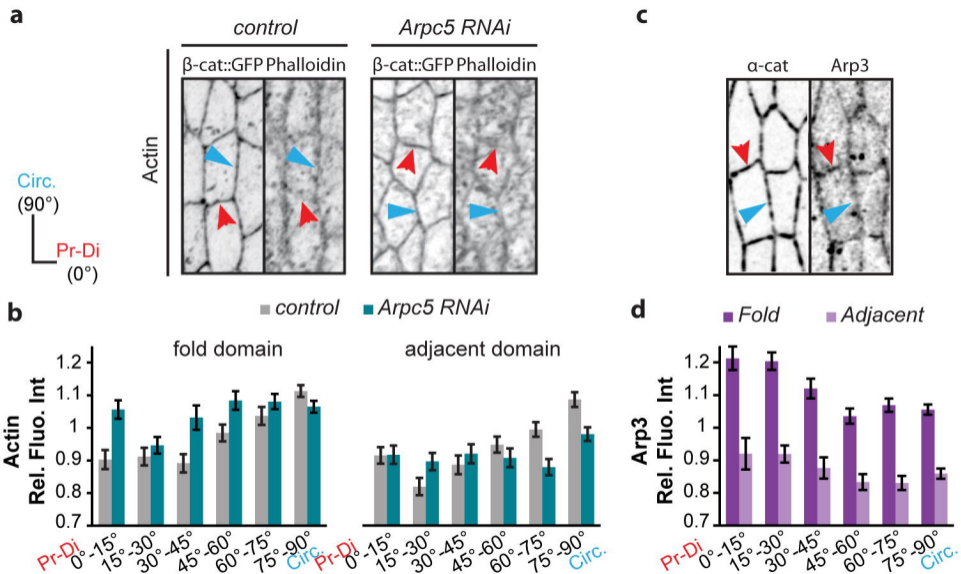 a
control
Arpc5 RNAi
β-cat::GFP Phalloidin
β-cat::GFP Phalloidin
Actin
Circ.
(90°)
Pr-Di
(0°)
c
α-cat
Arp3
b
control
Arpc5 RNAi
fold domain
adjacent domain
Actin
Rel. Fluo. Int
1.2
1.1
1
0.9
0.8
0.7
Pr-Di
0°-15°
15°-30°
30°-45°
45°-60°
60°-75°
75°-90°
Circ.
Pr-Di
0°-15°
15°-30°
30°-45°
45°-60°
60°-75°
75°-90°
Circ.
d
Fold
Adjacent
Arp3
Rel. Fluo. Int
1.2
1.1
1
0.9
0.8
0.7
Pr-Di
0°-15°
15°-30°
30°-45°
45°-60°
60°-75°
75°-90°
Circ.